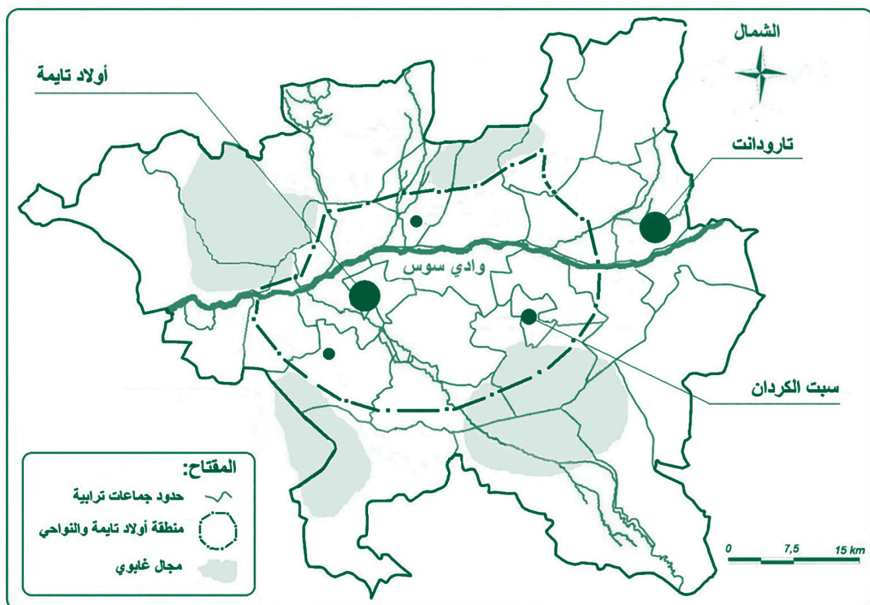 الشمال
أولاد تايمة
تارودانت
وادي سوس
سبت الكردان
المفتاح:
حدود جماعات ترابية
منطقة أولاد تايمة والنواحي
مجال غابوي
0 7,5 15 km